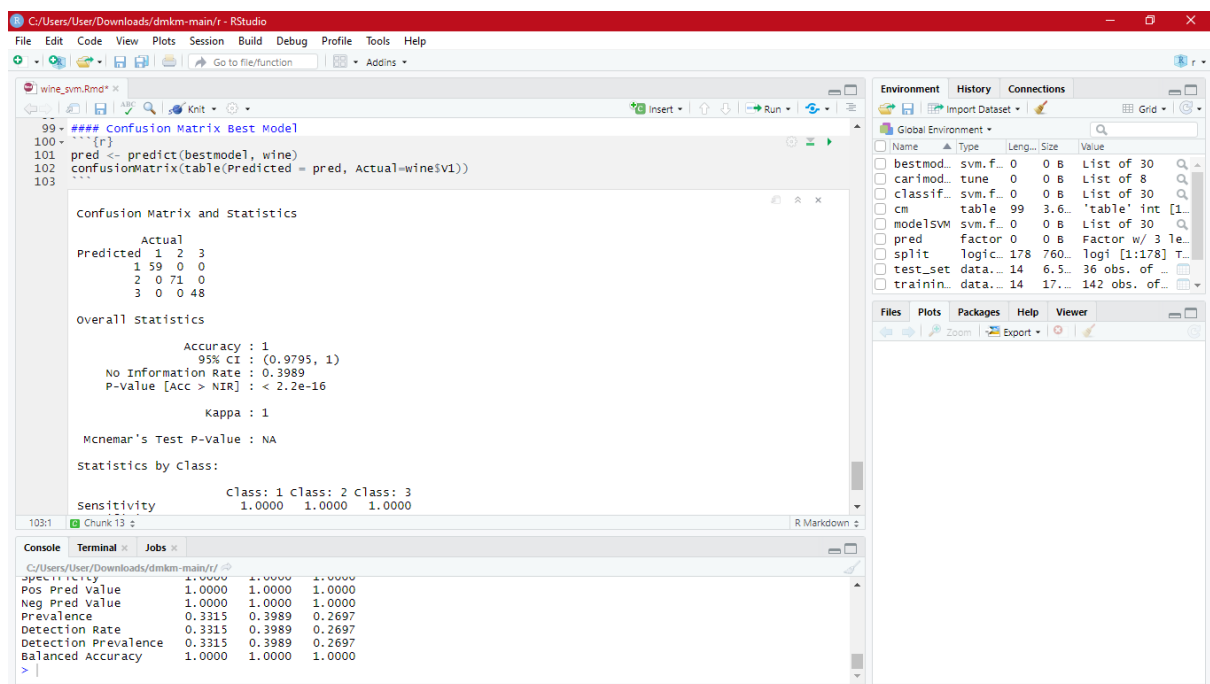 C:/Users/User/Downloads/dmkm-main/r - RStudio
File Edit Code View Plots Session Build Debug Profile Tools Help
Go to file/function Addins r
wine_svm.Rmd*
ABC Knit Insert Run
99 #### Confusion Matrix Best Model
100 ```{r}
101 pred <- predict(bestmodel, wine)
102 confusionMatrix(table(Predicted = pred, Actual=wine$V1))
103 ```
Confusion Matrix and Statistics
Actual
Predicted 1 2 3
1 59 0 0
2 0 71 0
3 0 0 48
Overall Statistics
Accuracy : 1
95% CI : (0.9795, 1)
No Information Rate : 0.3989
P-Value [Acc > NIR] : < 2.2e-16
Kappa : 1
Mcnemar's Test P-Value : NA
Statistics by Class:
Class: 1 Class: 2 Class: 3
Sensitivity 1.0000 1.0000 1.0000
103:1 Chunk 13 R Markdown
Console Terminal Jobs
C:/Users/User/Downloads/dmkm-main/r/
Specificity 1.0000 1.0000 1.0000
Pos Pred Value 1.0000 1.0000 1.0000
Neg Pred Value 1.0000 1.0000 1.0000
Prevalence 0.3315 0.3989 0.2697
Detection Rate 0.3315 0.3989 0.2697
Detection Prevalence 0.3315 0.3989 0.2697
Balanced Accuracy 1.0000 1.0000 1.0000
>
Environment History Connections
Import Dataset Grid
Global Environment
Name Type Leng… Size Value
bestmod… svm.f… 0 0 B List of 30
carimod… tune 0 0 B List of 8
classif… svm.f… 0 0 B List of 30
cm table 99 3.6… 'table' int [1…
modelSVM svm.f… 0 0 B List of 30
pred factor 0 0 B Factor w/ 3 le…
split logic… 178 760… logi [1:178] T…
test_set data.… 14 6.5… 36 obs. of …
trainin… data.… 14 17.… 142 obs. of…
Files Plots Packages Help Viewer
Zoom Export